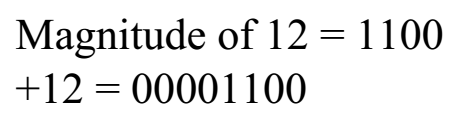 Magnitude of 12 = 1100
+12 = 00001100